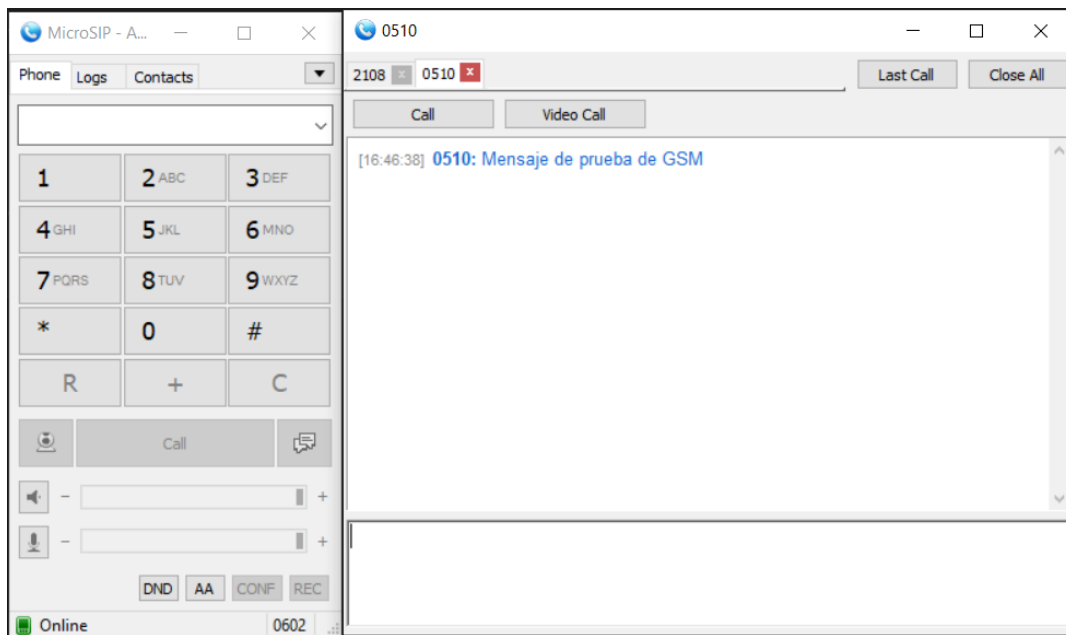 MicroSIP - A...
Phone Logs Contacts
1 2 ABC 3 DEF
4 GHI 5 JKL 6 MNO
7 PQRS 8 TUV 9 WXYZ
* 0 #
R + C
Call
- +
- +
DND AA CONF REC
Online 0602
0510
2108 x 0510 x Last Call Close All
Call Video Call
[16:46:38] 0510: Mensaje de prueba de GSM